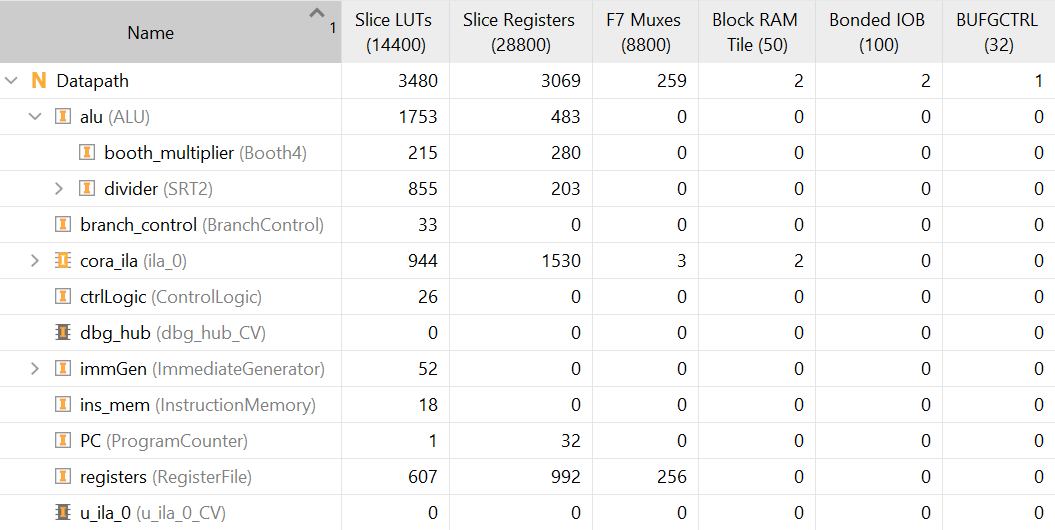 Name 1 Slice LUTs (14400) Slice Registers (28800) F7 Muxes (8800) Block RAM Tile (50) Bonded IOB (100) BUFGCTRL (32)
N Datapath 3480 3069 259 2 2 1
alu (ALU) 1753 483 0 0 0 0
booth_multiplier (Booth4) 215 280 0 0 0 0
divider (SRT2) 855 203 0 0 0 0
branch_control (BranchControl) 33 0 0 0 0 0
cora_ila (ila_0) 944 1530 3 2 0 0
ctrlLogic (ControlLogic) 26 0 0 0 0 0
dbg_hub (dbg_hub_CV) 0 0 0 0 0 0
immGen (ImmediateGenerator) 52 0 0 0 0 0
ins_mem (InstructionMemory) 18 0 0 0 0 0
PC (ProgramCounter) 1 32 0 0 0 0
registers (RegisterFile) 607 992 256 0 0 0
u_ila_0 (u_ila_0_CV) 0 0 0 0 0 0